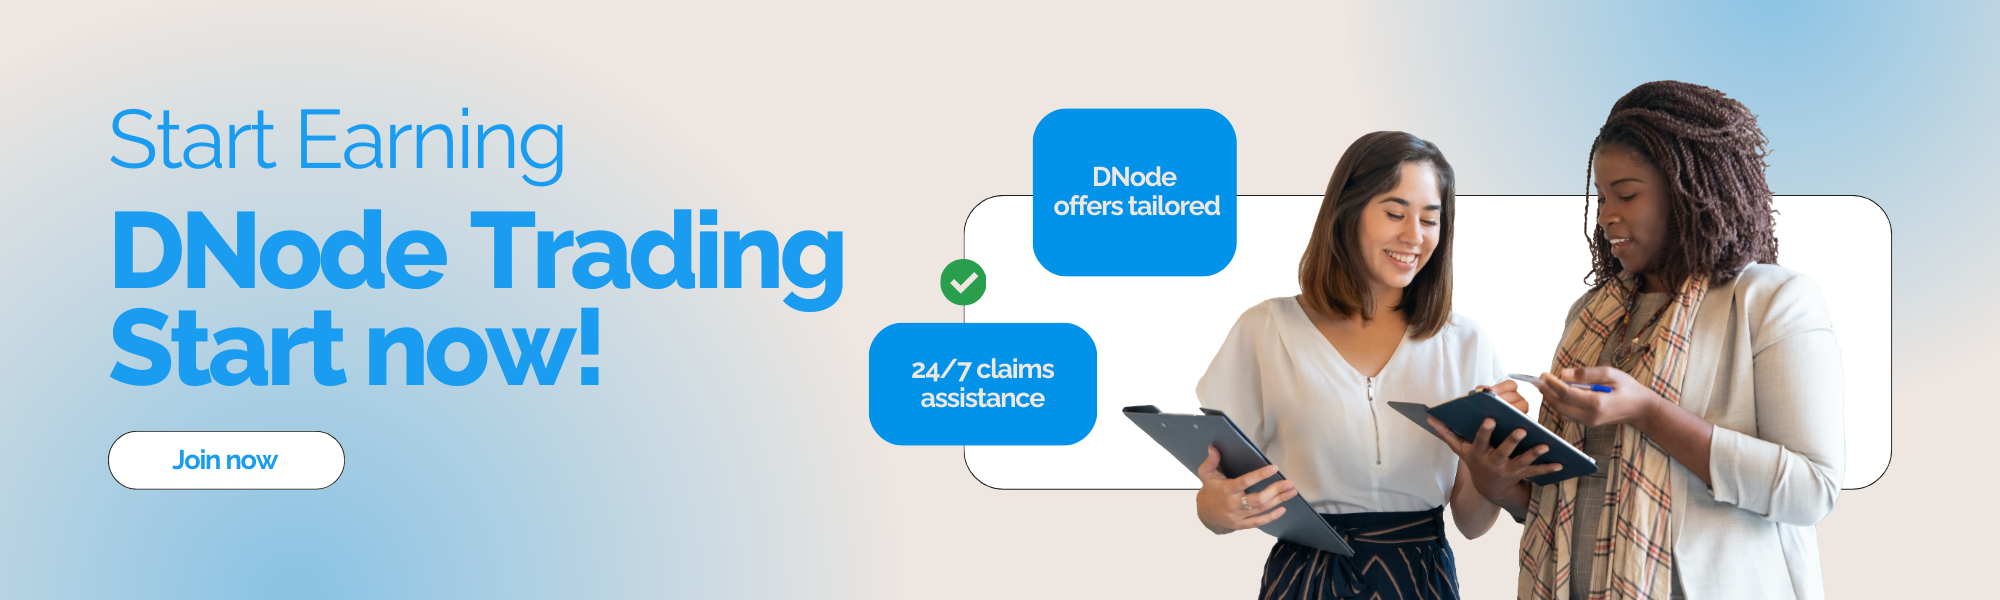 Start Earning
DNode Trading
Start now!
Join now
DNode
offers tailored
24/7 claims
assistance